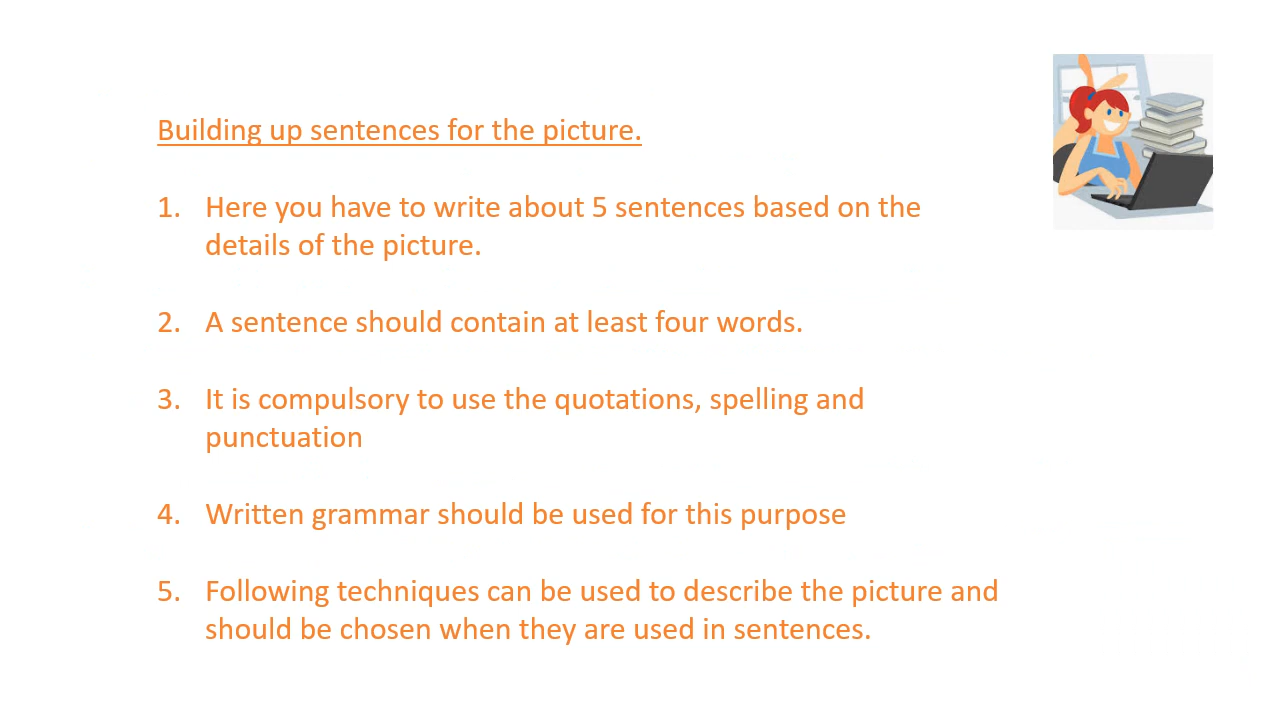 Building up sentences for the picture.
1. Here you have to write about 5 sentences based on the
details of the picture.
2. A sentence should contain at least four words.
3. It is compulsory to use the quotations, spelling and
punctuation
4. Written grammar should be used for this purpose
5. Following techniques can be used to describe the picture and
should be chosen when they are used in sentences.